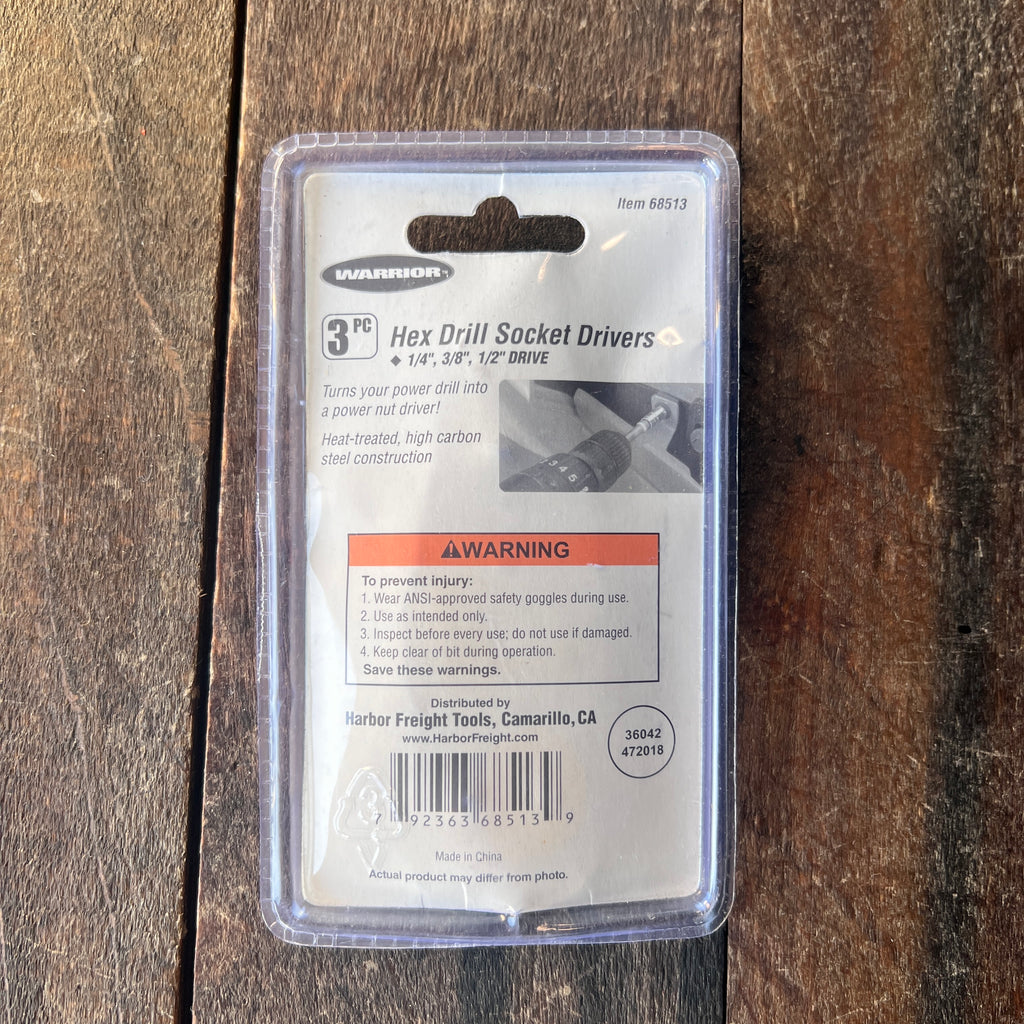 Item 68513
WARRIOR™
3 PC
Hex Drill Socket Drivers
◆ 1/4", 3/8", 1/2" DRIVE
Turns your power drill into
a power nut driver!
Heat-treated, high carbon
steel construction
3 4 5
⚠WARNING
To prevent injury:
1. Wear ANSI-approved safety goggles during use.
2. Use as intended only.
3. Inspect before every use; do not use if damaged.
4. Keep clear of bit during operation.
Save these warnings.
Distributed by
Harbor Freight Tools, Camarillo, CA
www.HarborFreight.com
36042
472018
7 92363 68513 9
Made in China
Actual product may differ from photo.